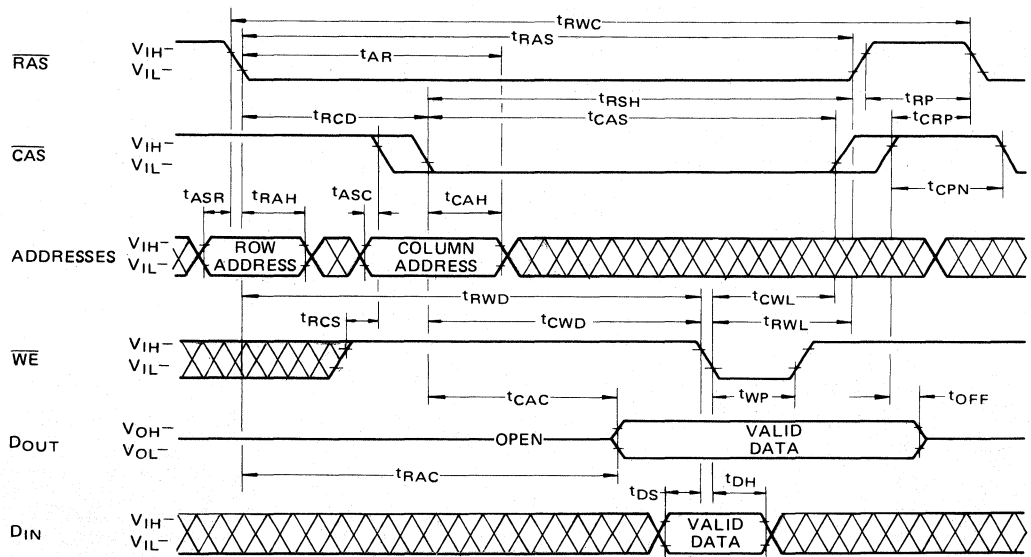 tRWC
tRAS
tAR
RAS
VIH–
VIL–
tRSH
tRP
tRCD
tCAS
tCRP
CAS
VIH–
VIL–
tASR
tRAH
tASC
tCAH
tCPN
ADDRESSES
VIH–
VIL–
ROW
ADDRESS
COLUMN
ADDRESS
tRWD
tCWL
tRCS
tCWD
tRWL
WE
VIH–
VIL–
tCAC
tWP
tOFF
DOUT
VOH–
VOL–
OPEN
VALID
DATA
tRAC
tDS
tDH
DIN
VIH–
VIL–
VALID
DATA